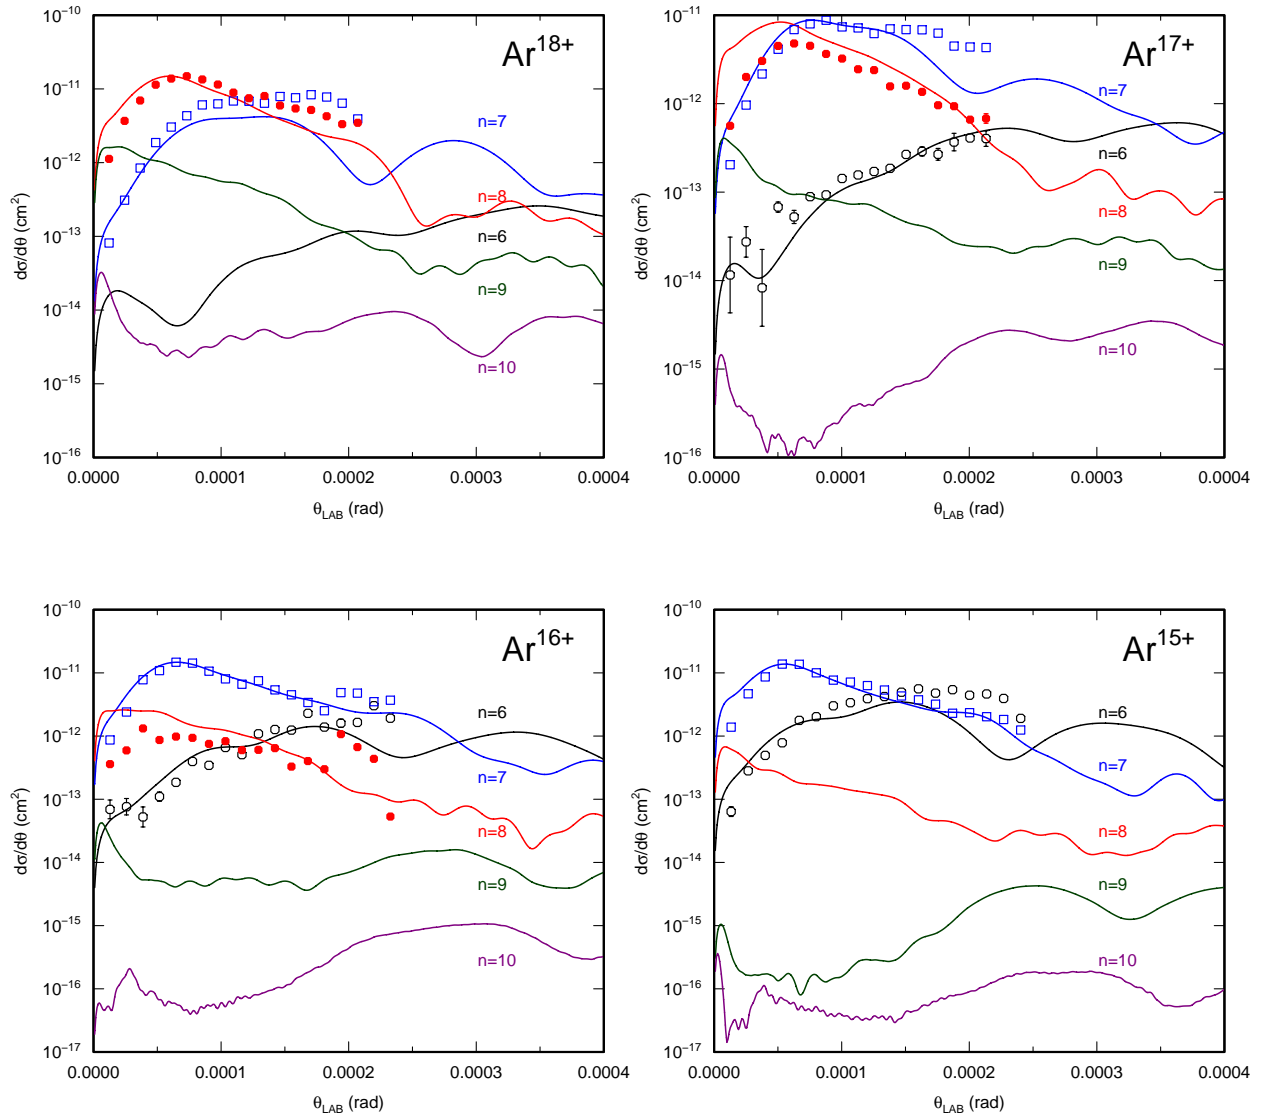 Ar18+
10−10
10−11
10−12
10−13
10−14
10−15
10−16
dσ/dθ (cm2)
n=7
n=8
n=6
n=9
n=10
0.0000 0.0001 0.0002 0.0003 0.0004
θLAB (rad)
Ar17+
10−11
10−12
10−13
10−14
10−15
10−16
dσ/dθ (cm2)
n=7
n=6
n=8
n=9
n=10
0.0000 0.0001 0.0002 0.0003 0.0004
θLAB (rad)
Ar16+
10−10
10−11
10−12
10−13
10−14
10−15
10−16
10−17
dσ/dθ (cm2)
n=6
n=7
n=8
n=9
n=10
0.0000 0.0001 0.0002 0.0003 0.0004
θLAB (rad)
Ar15+
10−10
10−11
10−12
10−13
10−14
10−15
10−16
10−17
dσ/dθ (cm2)
n=6
n=7
n=8
n=9
n=10
0.0000 0.0001 0.0002 0.0003 0.0004
θLAB (rad)